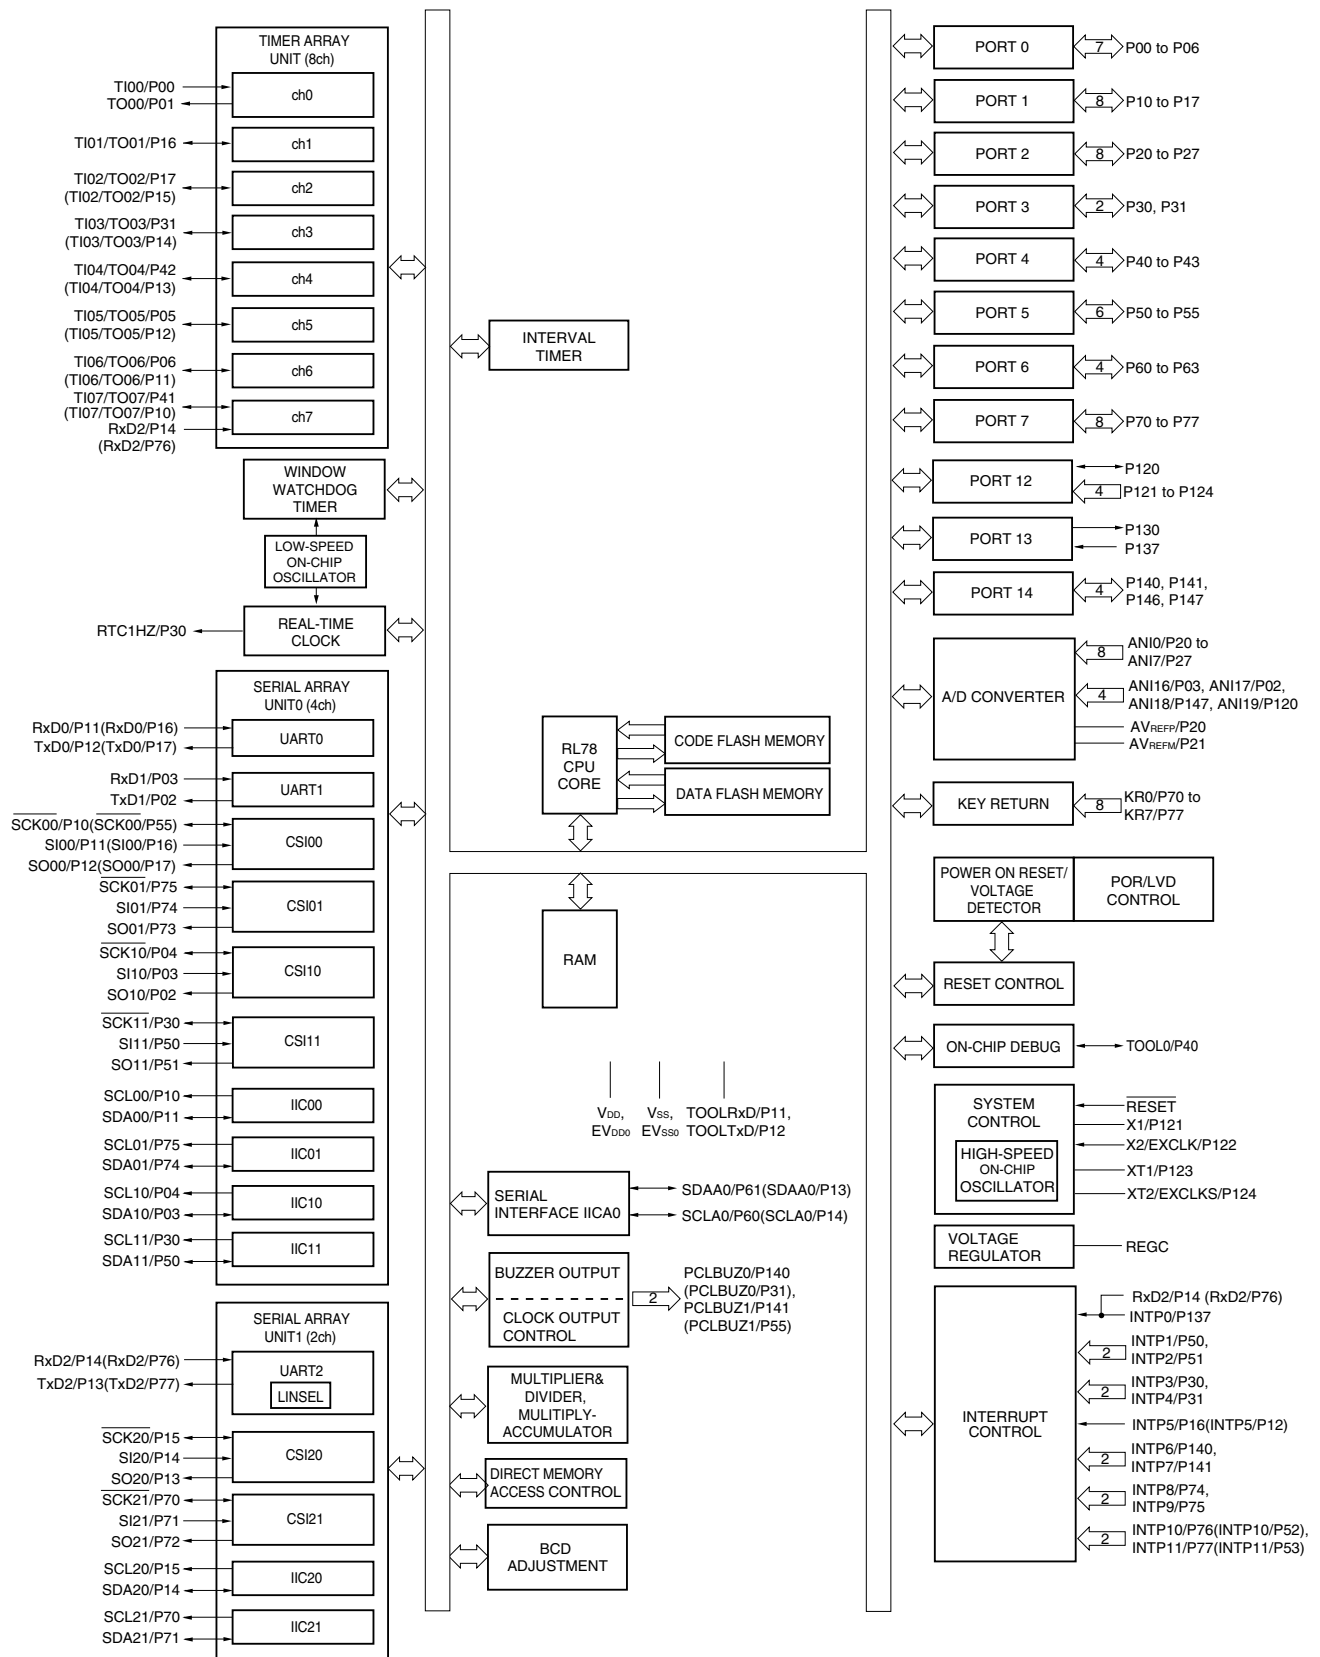 TIMER ARRAY
UNIT (8ch)
TI00/P00
TO00/P01
ch0
TI01/TO01/P16
ch1
TI02/TO02/P17
(TI02/TO02/P15)
ch2
TI03/TO03/P31
(TI03/TO03/P14)
ch3
TI04/TO04/P42
(TI04/TO04/P13)
ch4
TI05/TO05/P05
(TI05/TO05/P12)
ch5
TI06/TO06/P06
(TI06/TO06/P11)
ch6
TI07/TO07/P41
(TI07/TO07/P10)
RxD2/P14
(RxD2/P76)
ch7
WINDOW
WATCHDOG
TIMER
LOW-SPEED
ON-CHIP
OSCILLATOR
RTC1HZ/P30
REAL-TIME
CLOCK
SERIAL ARRAY
UNIT0 (4ch)
RxD0/P11(RxD0/P16)
TxD0/P12(TxD0/P17)
UART0
RxD1/P03
TxD1/P02
UART1
SCK00/P10(SCK00/P55)
SI00/P11(SI00/P16)
SO00/P12(SO00/P17)
CSI00
SCK01/P75
SI01/P74
SO01/P73
CSI01
SCK10/P04
SI10/P03
SO10/P02
CSI10
SCK11/P30
SI11/P50
SO11/P51
CSI11
SCL00/P10
SDA00/P11
IIC00
SCL01/P75
SDA01/P74
IIC01
SCL10/P04
SDA10/P03
IIC10
SCL11/P30
SDA11/P50
IIC11
SERIAL ARRAY
UNIT1 (2ch)
RxD2/P14(RxD2/P76)
TxD2/P13(TxD2/P77)
UART2
LINSEL
SCK20/P15
SI20/P14
SO20/P13
CSI20
SCK21/P70
SI21/P71
SO21/P72
CSI21
SCL20/P15
SDA20/P14
IIC20
SCL21/P70
SDA21/P71
IIC21
INTERVAL
TIMER
RL78
CPU
CORE
CODE FLASH MEMORY
DATA FLASH MEMORY
RAM
VDD,
EVDD0
VSS,
EVSS0
TOOLRxD/P11,
TOOLTxD/P12
SERIAL
INTERFACE IICA0
SDAA0/P61(SDAA0/P13)
SCLA0/P60(SCLA0/P14)
BUZZER OUTPUT
CLOCK OUTPUT
CONTROL
2
PCLBUZ0/P140
(PCLBUZ0/P31),
PCLBUZ1/P141
(PCLBUZ1/P55)
MULTIPLIER&
DIVIDER,
MULITIPLY-
ACCUMULATOR
DIRECT MEMORY
ACCESS CONTROL
BCD
ADJUSTMENT
PORT 0
7
P00 to P06
PORT 1
8
P10 to P17
PORT 2
8
P20 to P27
PORT 3
2
P30, P31
PORT 4
4
P40 to P43
PORT 5
6
P50 to P55
PORT 6
4
P60 to P63
PORT 7
8
P70 to P77
PORT 12
P120
4
P121 to P124
PORT 13
P130
P137
PORT 14
4
P140, P141,
P146, P147
A/D CONVERTER
8
ANI0/P20 to
ANI7/P27
4
ANI16/P03, ANI17/P02,
ANI18/P147, ANI19/P120
AVREFP/P20
AVREFM/P21
KEY RETURN
8
KR0/P70 to
KR7/P77
POWER ON RESET/
VOLTAGE
DETECTOR
POR/LVD
CONTROL
RESET CONTROL
ON-CHIP DEBUG
TOOL0/P40
SYSTEM
CONTROL
HIGH-SPEED
ON-CHIP
OSCILLATOR
RESET
X1/P121
X2/EXCLK/P122
XT1/P123
XT2/EXCLKS/P124
VOLTAGE
REGULATOR
REGC
INTERRUPT
CONTROL
RxD2/P14 (RxD2/P76)
INTP0/P137
2
INTP1/P50,
INTP2/P51
2
INTP3/P30,
INTP4/P31
INTP5/P16(INTP5/P12)
2
INTP6/P140,
INTP7/P141
2
INTP8/P74,
INTP9/P75
2
INTP10/P76(INTP10/P52),
INTP11/P77(INTP11/P53)